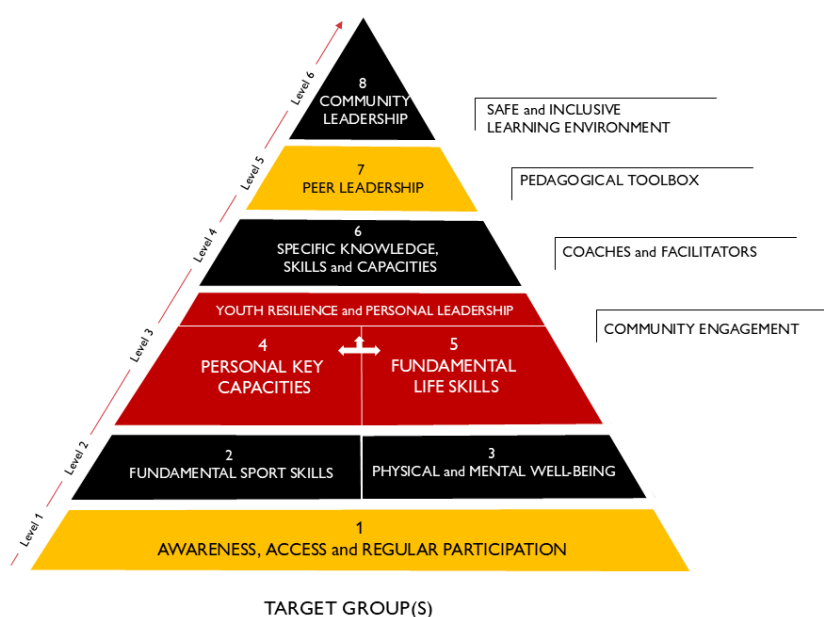 Level 6
8
COMMUNITY
LEADERSHIP
SAFE and INCLUSIVE
LEARNING ENVIRONMENT
Level 5
7
PEER LEADERSHIP
PEDAGOGICAL TOOLBOX
Level 4
6
SPECIFIC KNOWLEDGE,
SKILLS and CAPACITIES
COACHES and FACILITATORS
Level 3
YOUTH RESILIENCE and PERSONAL LEADERSHIP
COMMUNITY ENGAGEMENT
4
PERSONAL KEY
CAPACITIES
5
FUNDAMENTAL
LIFE SKILLS
Level 2
2
FUNDAMENTAL SPORT SKILLS
3
PHYSICAL and MENTAL WELL-BEING
Level 1
1
AWARENESS, ACCESS and REGULAR PARTICIPATION
TARGET GROUP(S)